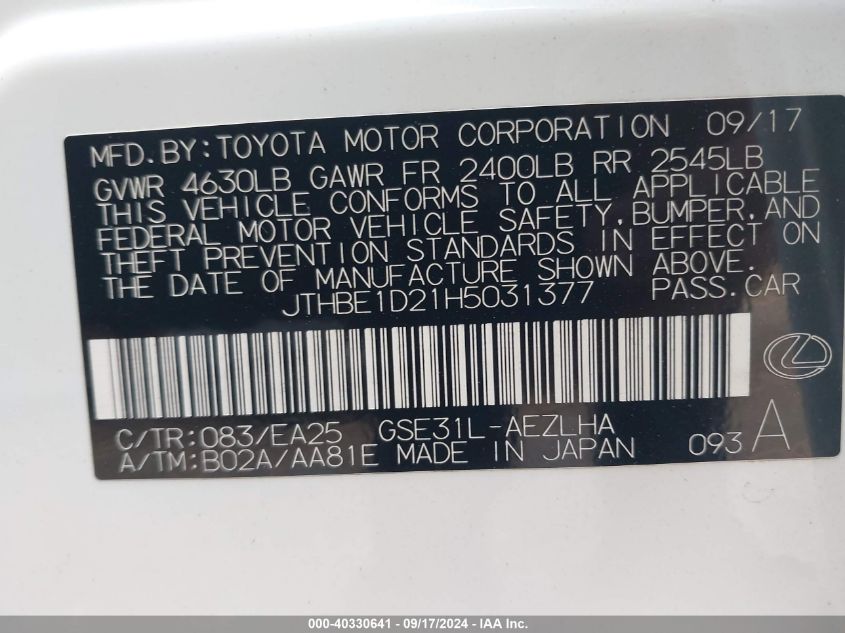 MFD.BY:TOYOTA MOTOR CORPORATION 09/17
GVWR 4630LB GAWR FR 2400LB RR 2545LB
THIS VEHICLE CONFORMS TO ALL APPLICABLE
FEDERAL MOTOR VEHICLE SAFETY,BUMPER,AND
THEFT PREVENTION STANDARDS IN EFFECT ON
THE DATE OF MANUFACTURE SHOWN ABOVE.
JTHBE1D21H5031377 PASS.CAR
C/TR:083/EA25 GSE31L-AEZLHA
A/TM:B02A/AA81E MADE IN JAPAN 093 A
000-40330641 - 09/17/2024 - IAA Inc.